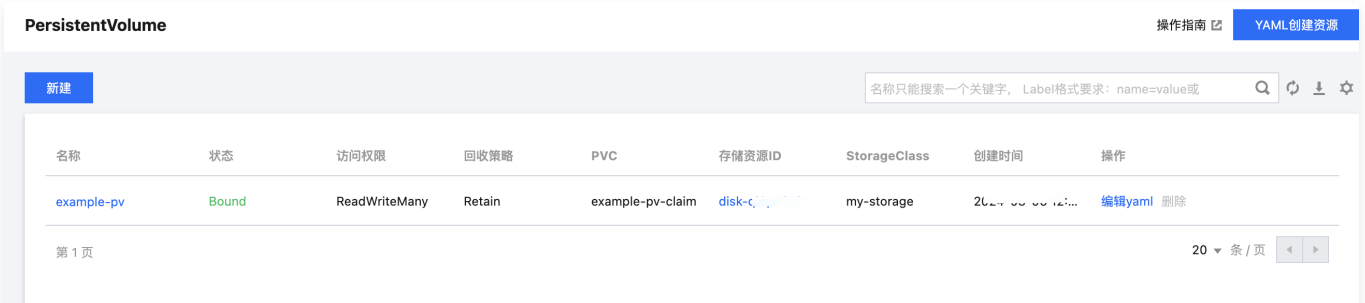 PersistentVolume
操作指南
YAML创建资源
新建
名称只能搜索一个关键字， Label格式要求：name=value或
名称 状态 访问权限 回收策略 PVC 存储资源ID StorageClass 创建时间 操作
example-pv Bound ReadWriteMany Retain example-pv-claim my-storage 编辑yaml 删除
第 1 页
20 条 / 页